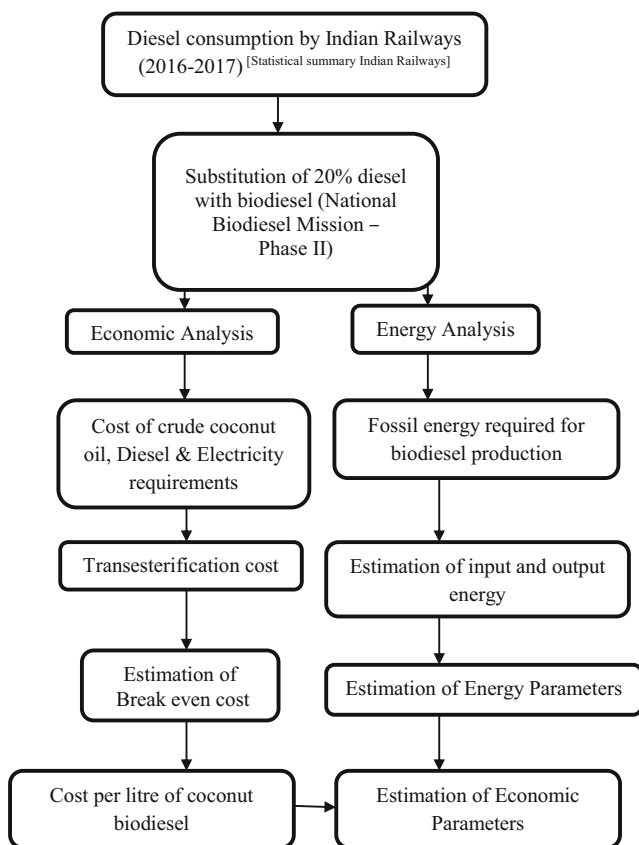 Diesel consumption by Indian Railways
(2016-2017) [Statistical summary Indian Railways]
Substitution of 20% diesel
with biodiesel (National
Biodiesel Mission –
Phase II)
Economic Analysis
Energy Analysis
Cost of crude coconut
oil, Diesel & Electricity
requirements
Fossil energy required for
biodiesel production
Transesterification cost
Estimation of input and output
energy
Estimation of
Break even cost
Estimation of Energy Parameters
Cost per litre of coconut
biodiesel
Estimation of Economic
Parameters